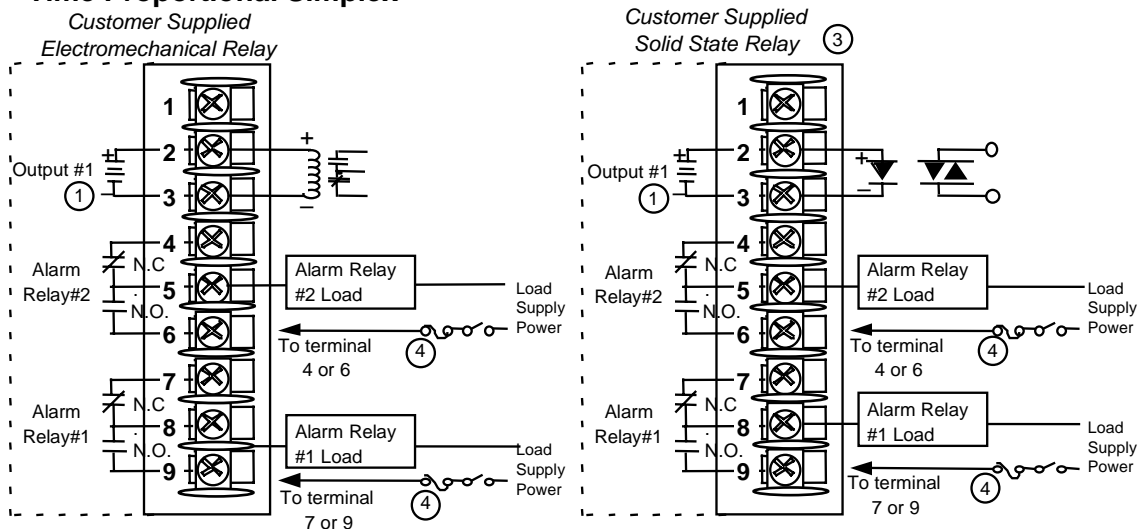 Time Proportional Simplex
Customer Supplied
Electromechanical Relay
1
2
3
4
5
6
7
8
9
+
Output #1
1
+
–
Alarm
Relay#2
N.C
.
N.O.
Alarm Relay
#2 Load
Load
Supply
Power
To terminal
4 or 6
4
Alarm
Relay#1
N.C
.
N.O.
Alarm Relay
#1 Load
Load
Supply
Power
To terminal
7 or 9
4
Customer Supplied
Solid State Relay 3
1
2
3
4
5
6
7
8
9
+
Output #1
1
+
–
Alarm
Relay#2
N.C
.
N.O.
Alarm Relay
#2 Load
Load
Supply
Power
To terminal
4 or 6
4
Alarm
Relay#1
N.C
.
N.O.
Alarm Relay
#1 Load
Load
Supply
Power
To terminal
7 or 9
4